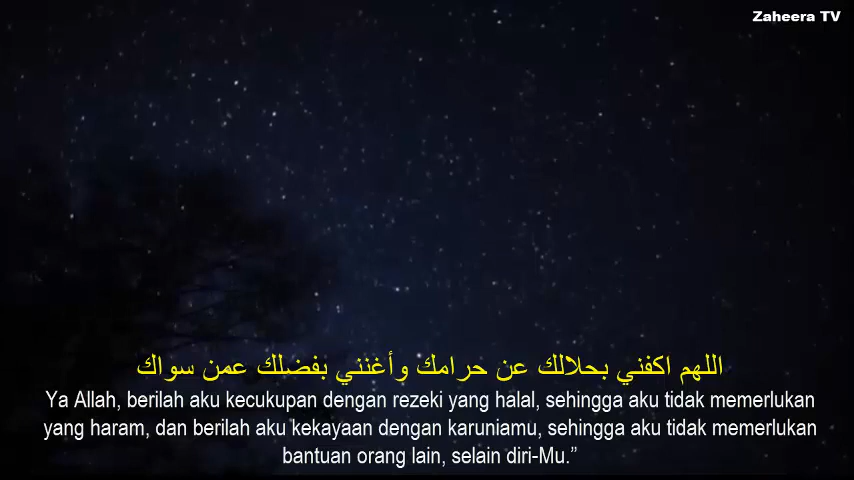 Zaheera TV
اللهم اكفني بحلالك عن حرامك وأغنني بفضلك عمن سواك
Ya Allah, berilah aku kecukupan dengan rezeki yang halal, sehingga aku tidak memerlukan
yang haram, dan berilah aku kekayaan dengan karuniamu, sehingga aku tidak memerlukan
bantuan orang lain, selain diri-Mu.”